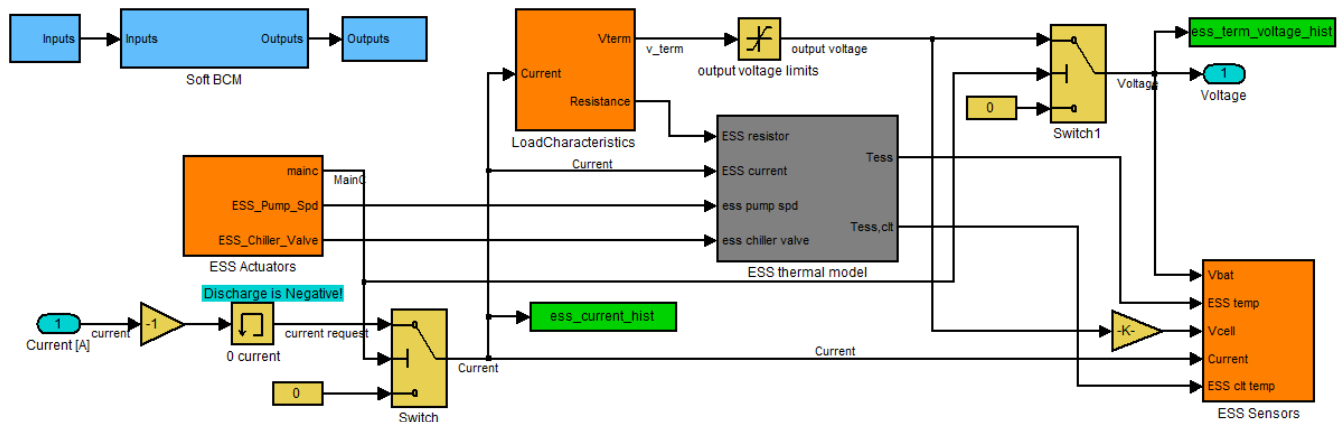 Inputs
Inputs
Outputs
Soft BCM
Outputs
Current
Vterm
Resistance
LoadCharacteristics
v_term
output voltage limits
output voltage
0
Switch1
Voltage
ess_term_voltage_hist
1
Voltage
mainc
ESS_Pump_Spd
ESS_Chiller_Valve
ESS Actuators
MainC
Current
ESS resistor
ESS current
ess pump spd
ess chiller valve
Tess
Tess,clt
ESS thermal model
Discharge is Negative!
1
Current [A]
current
-1
0 current
current request
0
Switch
Current
ess_current_hist
Current
-K-
Vbat
ESS temp
Vcell
Current
ESS clt temp
ESS Sensors